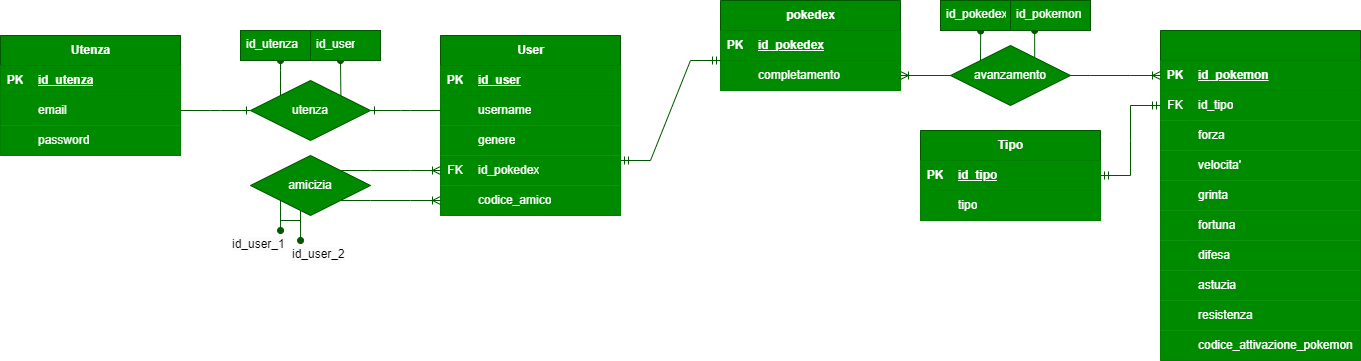 Utenza
PK id_utenza
email
password
id_utenza id_user
utenza
amicizia
id_user_1
id_user_2
User
PK id_user
username
genere
FK id_pokedex
codice_amico
pokedex
PK id_pokedex
completamento
id_pokedex id_pokemon
avanzamento
Tipo
PK id_tipo
tipo
PK id_pokemon
FK id_tipo
forza
velocita'
grinta
fortuna
difesa
astuzia
resistenza
codice_attivazione_pokemon